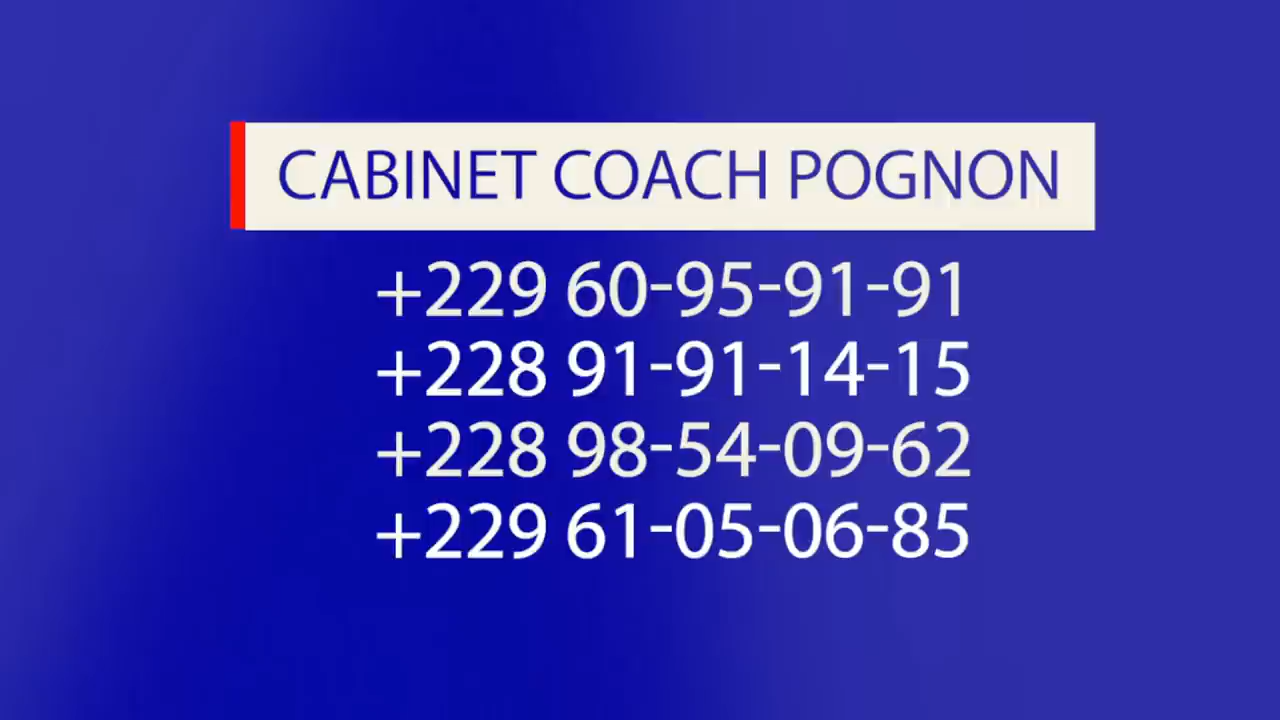 CABINET COACH POGNON
+229 60-95-91-91
+228 91-91-14-15
+228 98-54-09-62
+229 61-05-06-85